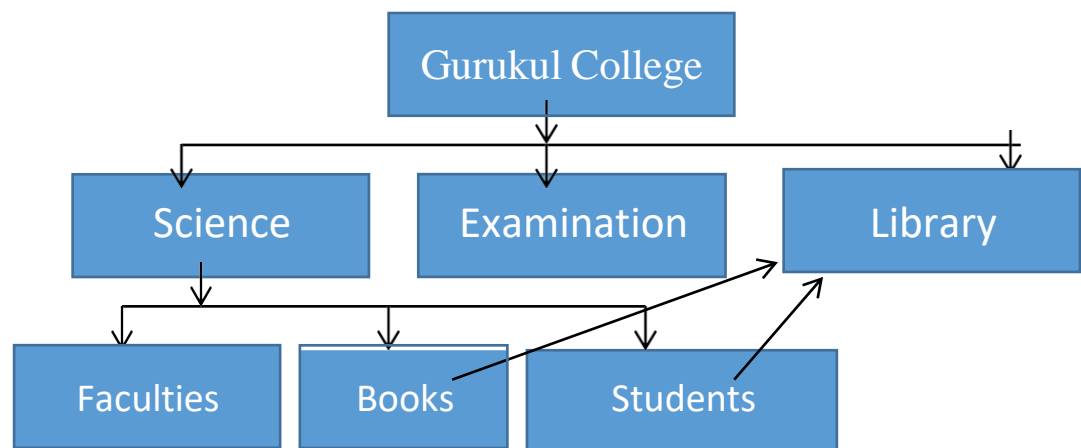 Gurukul College
Science
Examination
Library
Faculties
Books
Students